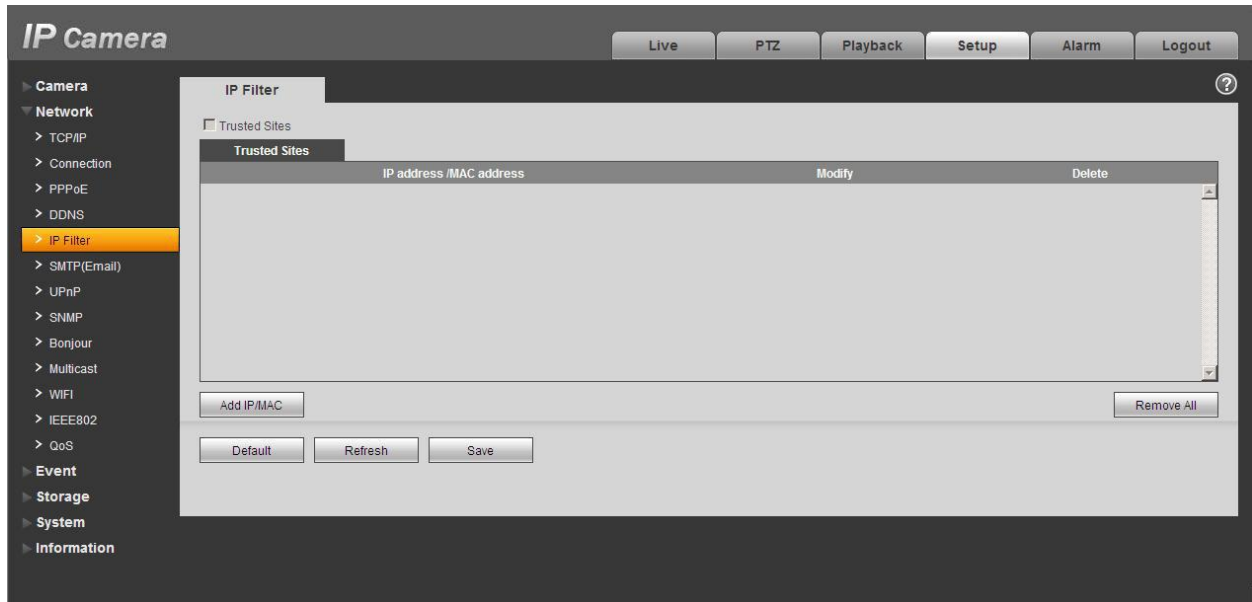 IP Camera
Live PTZ Playback Setup Alarm Logout
Camera
Network
> TCP/IP
> Connection
> PPPoE
> DDNS
> IP Filter
> SMTP(Email)
> UPnP
> SNMP
> Bonjour
> Multicast
> WIFI
> IEEE802
> QoS
Event
Storage
System
Information
IP Filter ?
Trusted Sites
Trusted Sites
IP address /MAC address Modify Delete
Add IP/MAC Remove All
Default Refresh Save